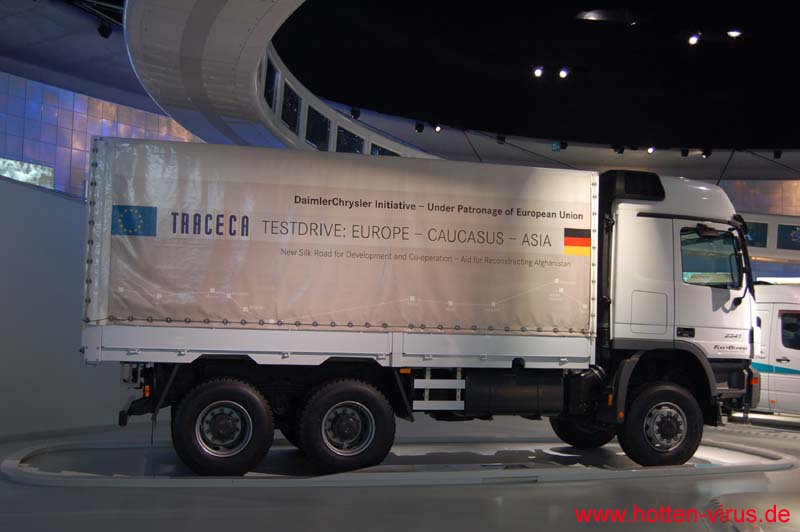 DaimlerChrysler Initiative – Under Patronage of European Union
TRACECA TESTDRIVE: EUROPE – CAUCASUS – ASIA
New Silk Road for Development and Co-operation – Aid for Reconstructing Afghanistan
3341
www.hotten-virus.de